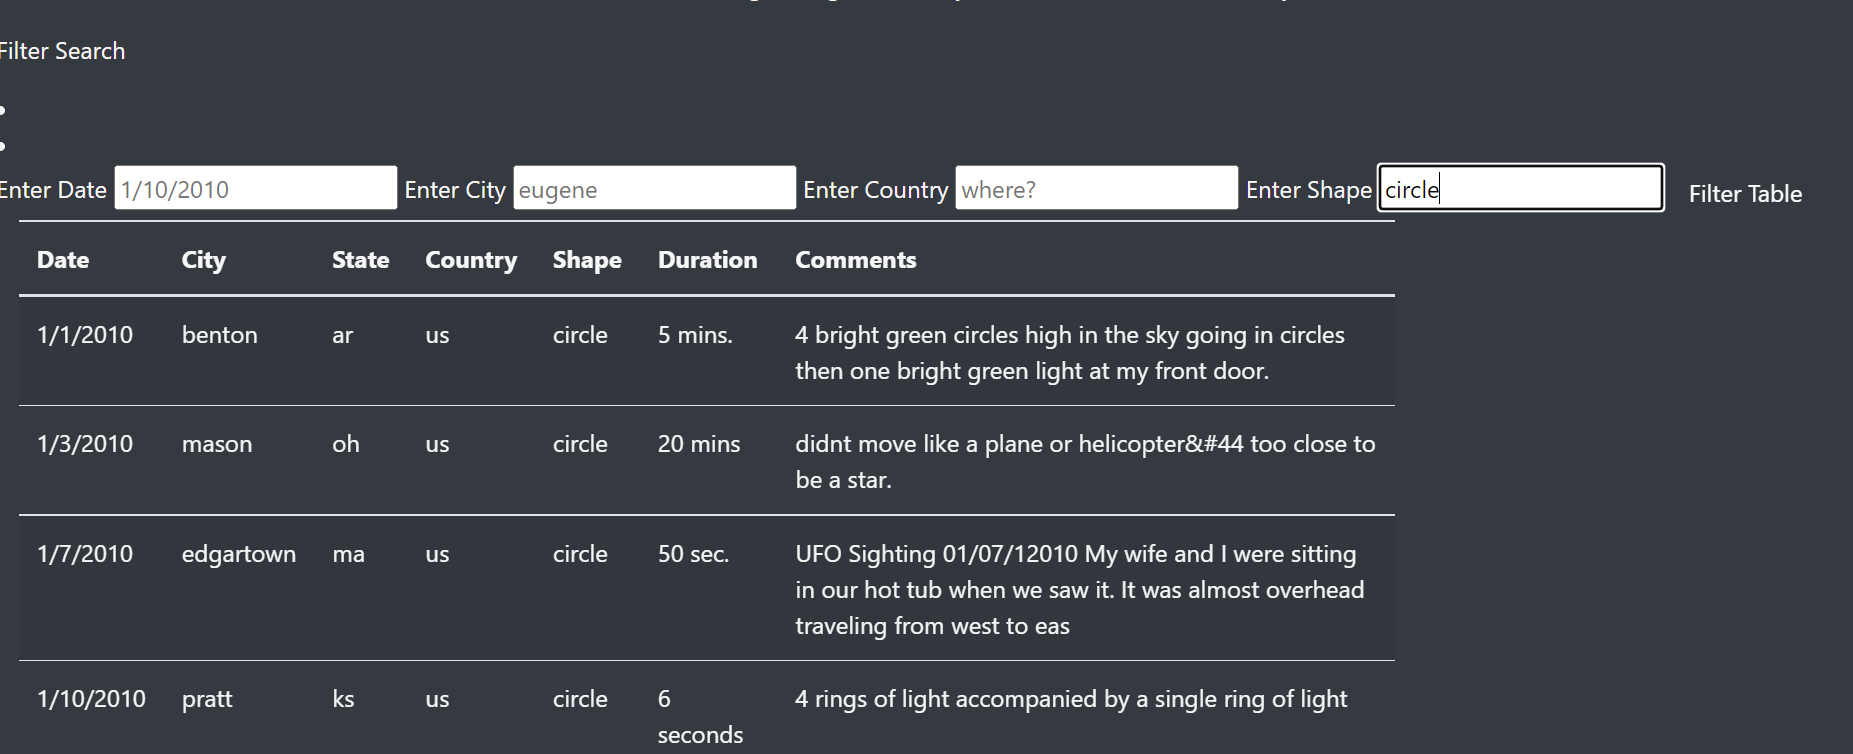 Filter Search
Enter Date 1/10/2010 Enter City eugene Enter Country where? Enter Shape circle Filter Table
Date City State Country Shape Duration Comments
1/1/2010 benton ar us circle 5 mins. 4 bright green circles high in the sky going in circles
then one bright green light at my front door.
1/3/2010 mason oh us circle 20 mins didnt move like a plane or helicopter&#44 too close to
be a star.
1/7/2010 edgartown ma us circle 50 sec. UFO Sighting 01/07/12010 My wife and I were sitting
in our hot tub when we saw it. It was almost overhead
traveling from west to eas
1/10/2010 pratt ks us circle 6 4 rings of light accompanied by a single ring of light
seconds